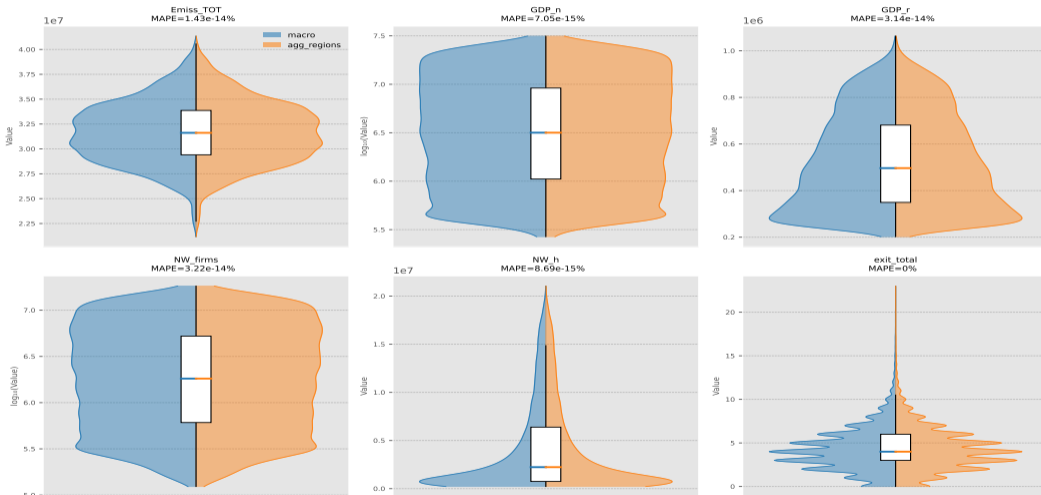 Emiss_TOT
MAPE=1.43e-14%
1e7
macro
agg_regions
4.00
3.75
3.50
3.25
3.00
2.75
2.50
2.25
Value
GDP_n
MAPE=7.05e-15%
7.5
7.0
6.5
6.0
5.5
log₁₀(Value)
GDP_r
MAPE=3.14e-14%
1e6
1.0
0.8
0.6
0.4
0.2
Value
NW_firms
MAPE=3.22e-14%
7.0
6.5
6.0
5.5
5.0
log₁₀(Value)
NW_h
MAPE=8.69e-15%
1e7
2.0
1.5
1.0
0.5
0.0
Value
exit_total
MAPE=0%
20
15
10
5
0
Value